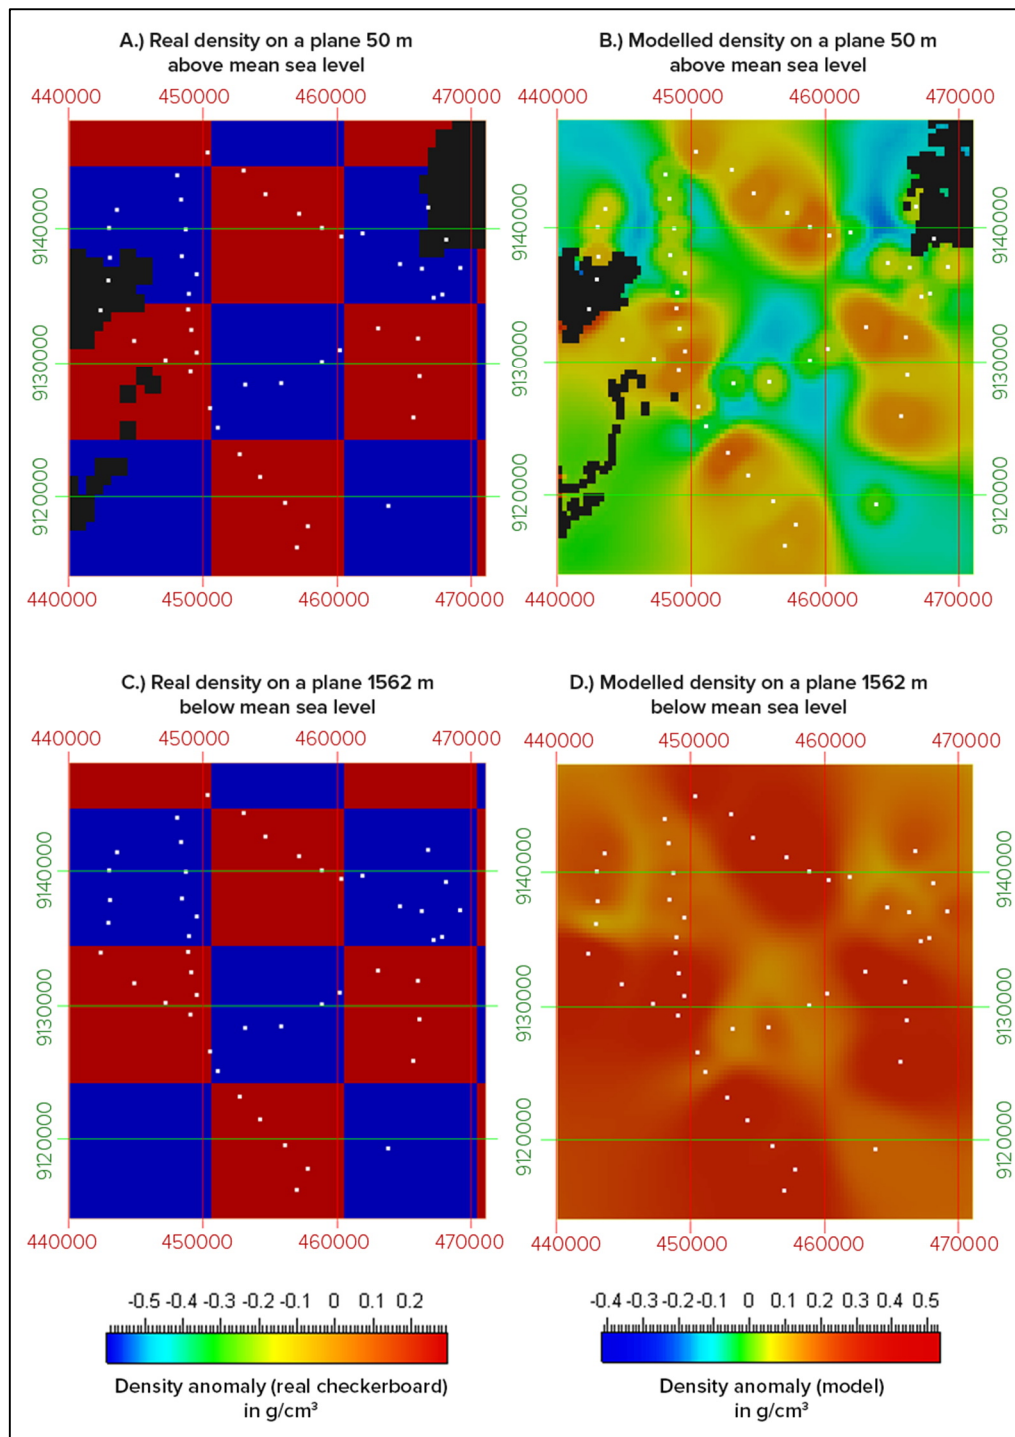 A.) Real density on a plane 50 m
above mean sea level
440000 450000 460000 470000
9140000
9130000
9120000
440000 450000 460000 470000
B.) Modelled density on a plane 50 m
above mean sea level
440000 450000 460000 470000
9140000 9140000
9130000 9130000
9120000 9120000
440000 450000 460000 470000
C.) Real density on a plane 1562 m
below mean sea level
440000 450000 460000 470000
9140000
9130000
9120000
440000 450000 460000 470000
D.) Modelled density on a plane 1562 m
below mean sea level
440000 450000 460000 470000
9140000 9140000
9130000 9130000
9120000 9120000
440000 450000 460000 470000
-0.5 -0.4 -0.3 -0.2 -0.1 0 0.1 0.2
Density anomaly (real checkerboard)
in g/cm³
-0.4 -0.3 -0.2 -0.1 0 0.1 0.2 0.3 0.4 0.5
Density anomaly (model)
in g/cm³